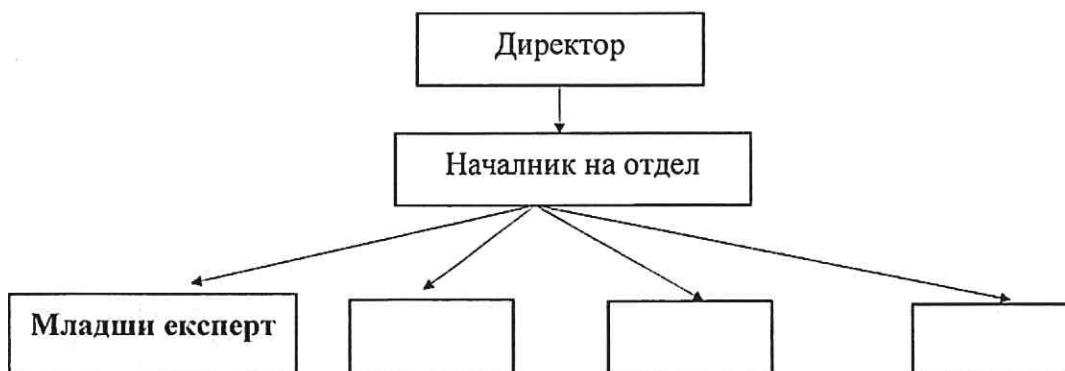 Директор
Началник на отдел
Младши експерт